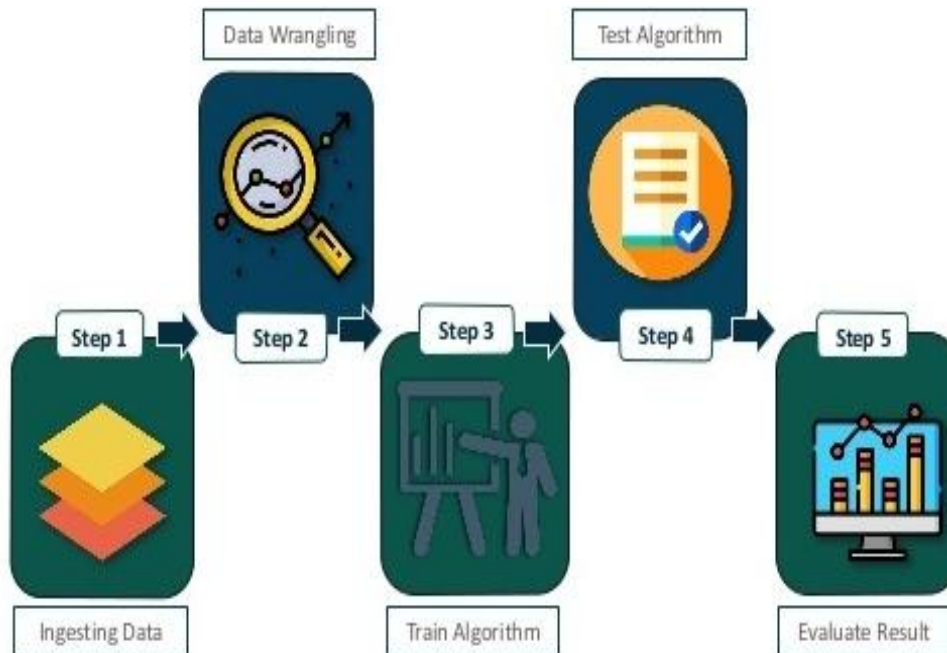 Data Wrangling
Test Algorithm
Step 1
Step 2
Step 3
Step 4
Step 5
Ingesting Data
Train Algorithm
Evaluate Result